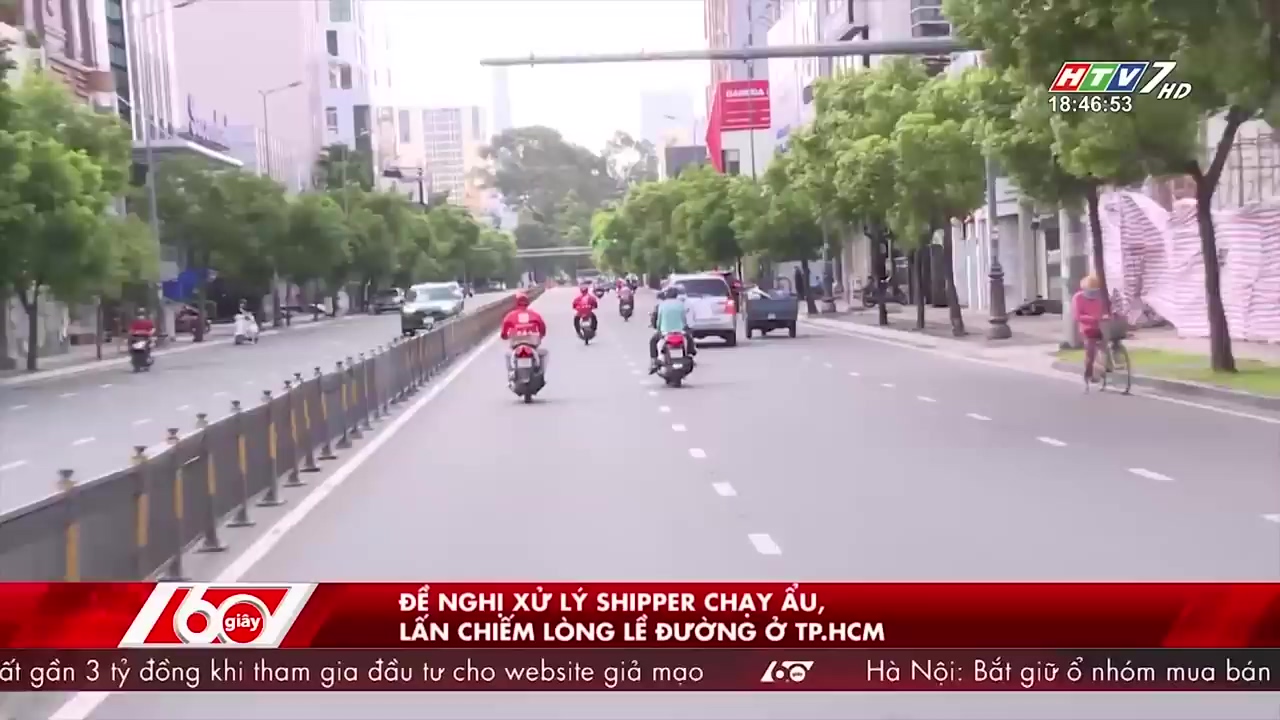 HTV7 HD
18:46:53
GAMUDA
60 giây
ĐỀ NGHỊ XỬ LÝ SHIPPER CHẠY ẨU,
LẤN CHIẾM LÒNG LỀ ĐƯỜNG Ở TP.HCM
ất gần 3 tỷ đồng khi tham gia đầu tư cho website giả mạo 60 Hà Nội: Bắt giữ ổ nhóm mua bán